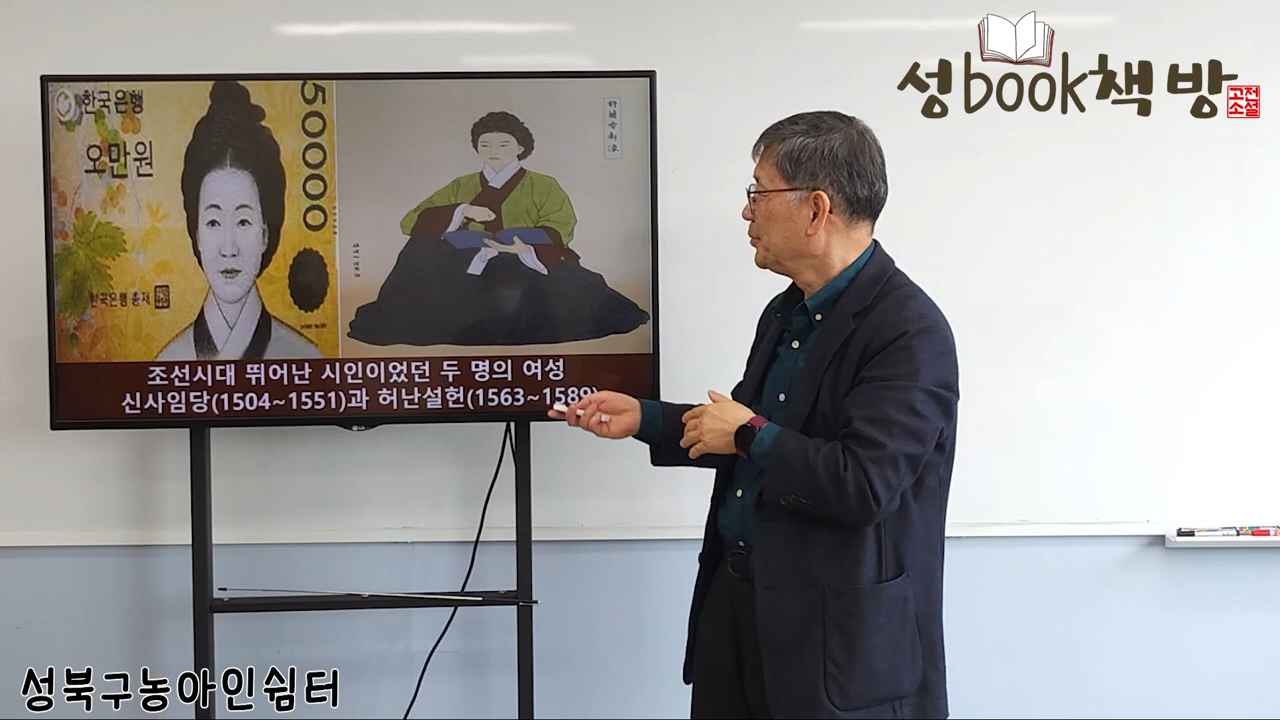 성book책방
고전
소설
한국은행
오만원
50000
한국은행 총재
조선시대 뛰어난 시인이었던 두 명의 여성
신사임당(1504~1551)과 허난설헌(1563~1589)
성북구농아인쉼터